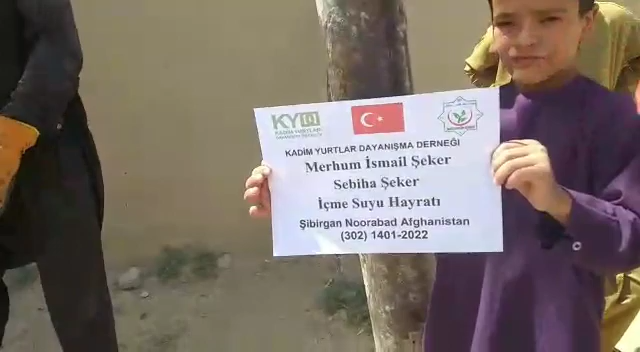 KYDD
KADİM YURTLAR
DAYANIŞMA DERNEĞİ
KADİM YURTLAR DAYANIŞMA DERNEĞİ
Merhum İsmail Şeker
Sebiha Şeker
İçme Suyu Hayratı
Şibirgan Noorabad Afghanistan
(302) 1401-2022